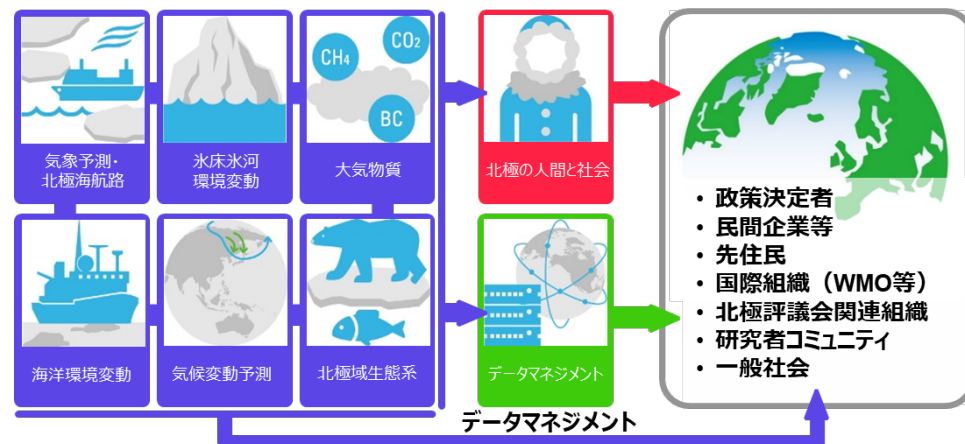 CH4
CO2
BC
気象予測・
北極海航路
氷床氷河
環境変動
大気物質
北極の人間と社会
海洋環境変動
気候変動予測
北極域生態系
データマネジメント
・ 政策決定者
・ 民間企業等
・ 先住民
・ 国際組織（WMO等）
・ 北極評議会関連組織
・ 研究者コミュニティ
・ 一般社会
データマネジメント